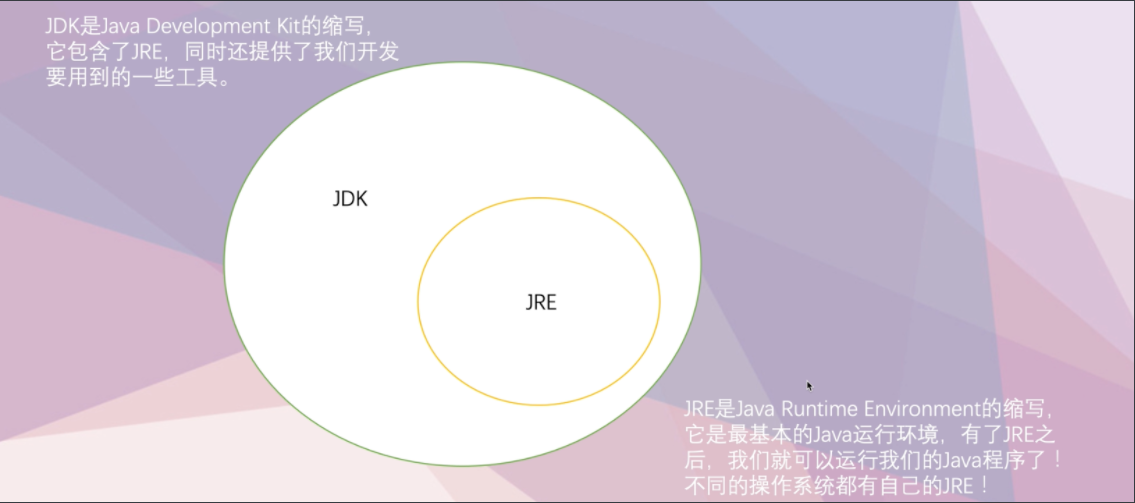 JDK是Java Development Kit的缩写,
它包含了JRE,同时还提供了我们开发
要用到的一些工具。
JDK
JRE
JRE是Java Runtime Environment的缩写,
它是最基本的Java运行环境,有了JRE之
后,我们就可以运行我们的Java程序了！
不同的操作系统都有自己的JRE！